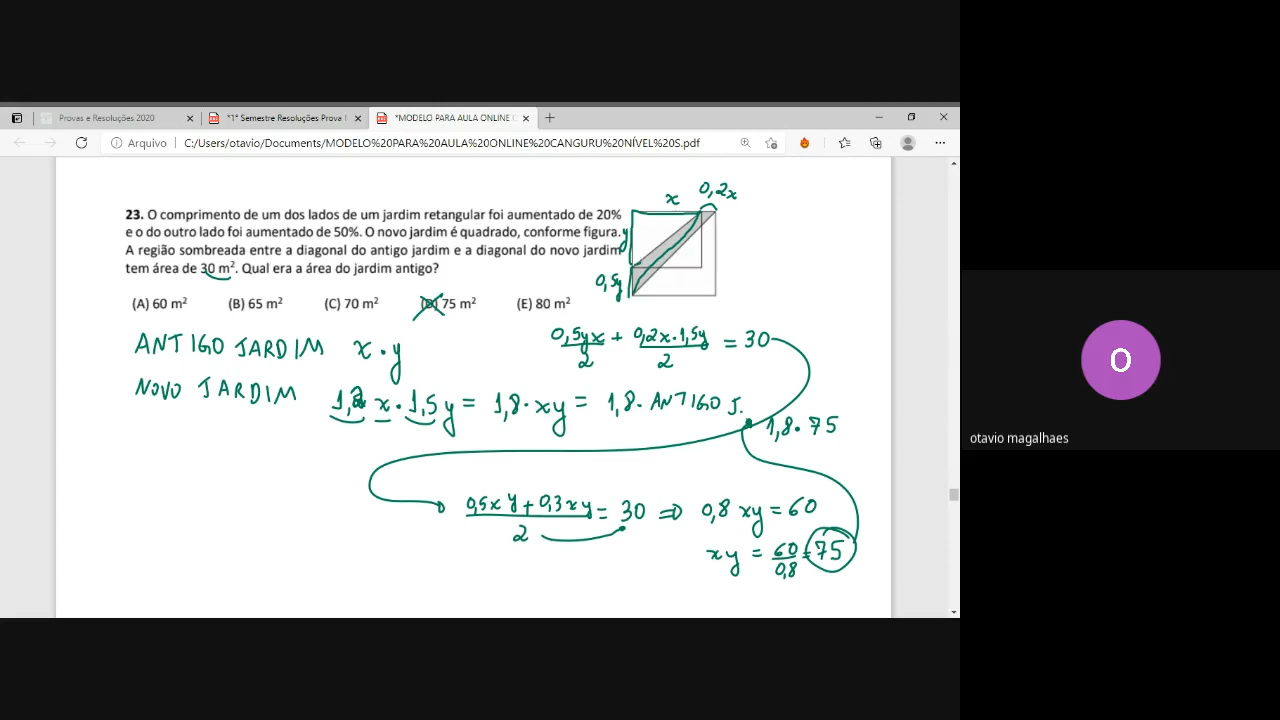 Provas e Resoluções 2020
*1° Semestre Resoluções Prova
*MODELO PARA AULA ONLINE C
Arquivo
C:/Users/otavio/Documents/MODELO%20PARA%20AULA%20ONLINE%20CANGURU%20NÍVEL%20S.pdf
x 0,2x
23. O comprimento de um dos lados de um jardim retangular foi aumentado de 20%
e o do outro lado foi aumentado de 50%. O novo jardim é quadrado, conforme figura.
A região sombreada entre a diagonal do antigo jardim e a diagonal do novo jardim
tem área de 30 m². Qual era a área do jardim antigo?
y
0,5y
(A) 60 m² (B) 65 m² (C) 70 m² (D) 75 m² (E) 80 m²
0,5yx/2 + 0,2x·1,5y/2 = 30
ANTIGO JARDIM x·y
NOVO JARDIM 1,2x·1,5y = 1,8·xy = 1,8·ANTIGO J.
1,8·75
0,5xy+0,3xy/2 = 30 ⇒ 0,8xy = 60
xy = 60/0,8 = 75
O
otavio magalhaes